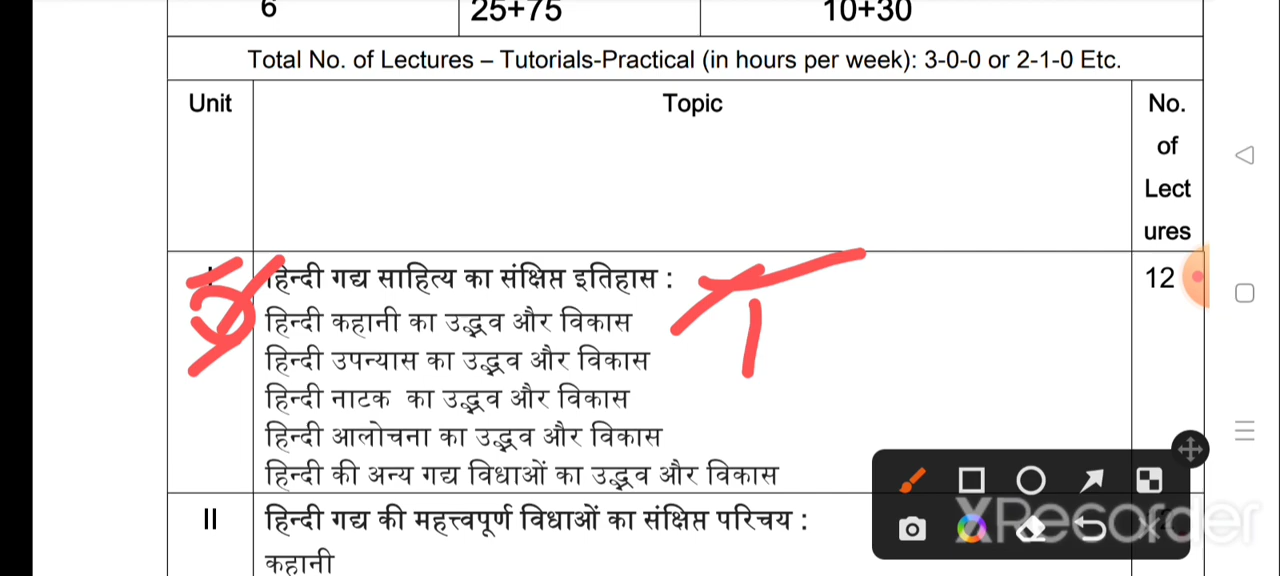 6 25+75 10+30
Total No. of Lectures – Tutorials-Practical (in hours per week): 3-0-0 or 2-1-0 Etc.
Unit Topic No.
of
Lect
ures
हिन्दी गद्य साहित्य का संक्षिप्त इतिहास : 12
हिन्दी कहानी का उद्भव और विकास
हिन्दी उपन्यास का उद्भव और विकास
हिन्दी नाटक का उद्भव और विकास
हिन्दी आलोचना का उद्भव और विकास
हिन्दी की अन्य गद्य विधाओं का उद्भव और विकास
II हिन्दी गद्य की महत्त्वपूर्ण विधाओं का संक्षिप्त परिचय :
कहानी
XRecorder